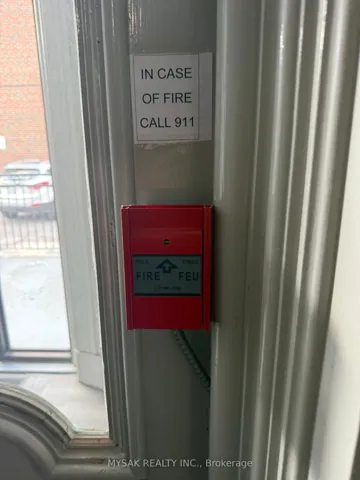 IN CASE
OF FIRE
CALL 911
FIRE FEU
MYSAK REALTY INC., Brokerage